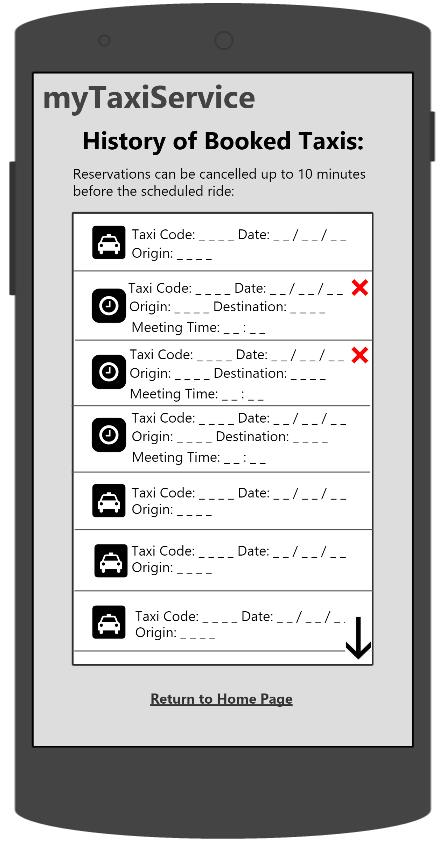 myTaxiService
History of Booked Taxis:
Reservations can be cancelled up to 10 minutes
before the scheduled ride:
Taxi Code: _ _ _ _ Date: _ _ / _ _ / _ _
Origin: _ _ _ _
Taxi Code: _ _ _ _ Date: _ _ / _ _ / _ _
Origin: _ _ _ _ Destination: _ _ _ _
Meeting Time: _ _ : _ _
Taxi Code: _ _ _ _ Date: _ _ / _ _ / _ _
Origin: _ _ _ _ Destination: _ _ _ _
Meeting Time: _ _ : _ _
Taxi Code: _ _ _ _ Date: _ _ / _ _ / _ _
Origin: _ _ _ _ Destination: _ _ _ _
Meeting Time: _ _ : _ _
Taxi Code: _ _ _ _ Date: _ _ / _ _ / _ _
Origin: _ _ _ _
Taxi Code: _ _ _ _ Date: _ _ / _ _ / _ _
Origin: _ _ _ _
Taxi Code: _ _ _ _ Date: _ _ / _ _ / _
Origin: _ _ _ _
Return to Home Page